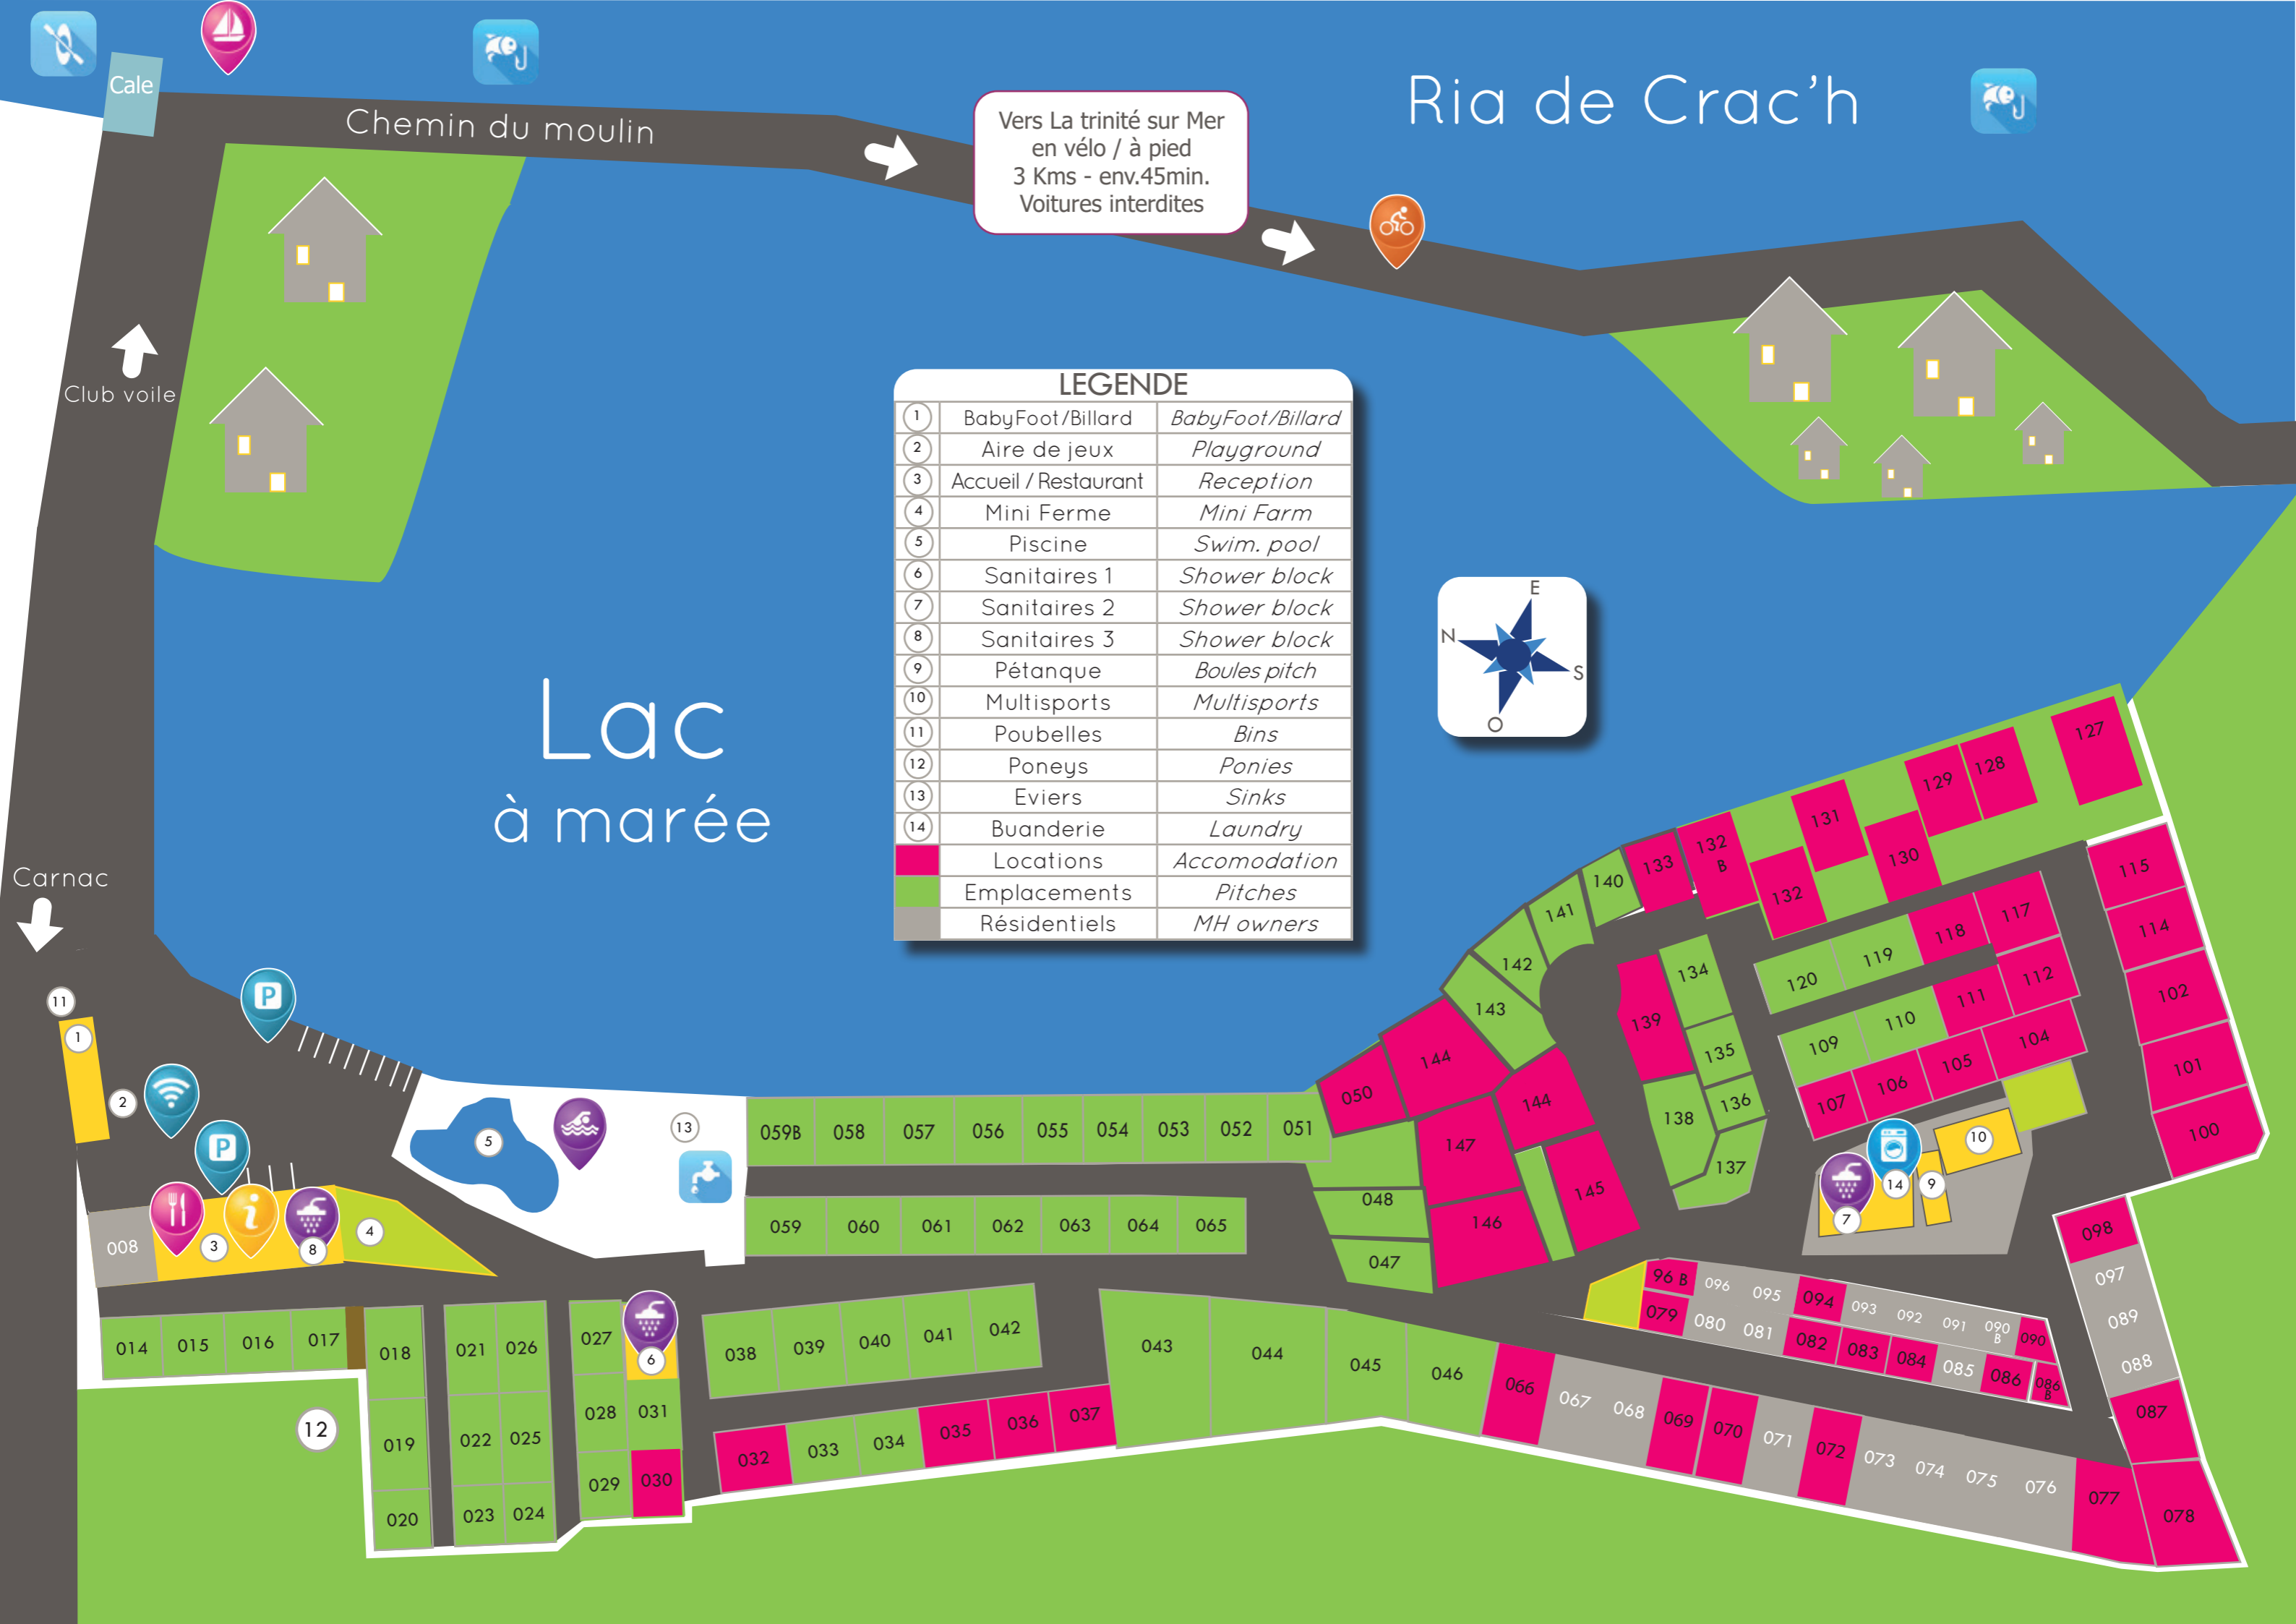 Cale
Chemin du moulin
Ria de Crac'h
Vers La trinité sur Mer
en vélo / à pied
3 Kms - env.45min.
Voitures interdites
Club voile
LEGENDE
1 BabyFoot/Billard BabyFoot/Billard
2 Aire de jeux Playground
3 Accueil / Restaurant Reception
4 Mini Ferme Mini Farm
5 Piscine Swim. pool
6 Sanitaires 1 Shower block
7 Sanitaires 2 Shower block
8 Sanitaires 3 Shower block
9 Pétanque Boules pitch
10 Multisports Multisports
11 Poubelles Bins
12 Poneys Ponies
13 Eviers Sinks
14 Buanderie Laundry
Locations Accomodation
Emplacements Pitches
Résidentiels MH owners
E
N
S
O
Lac
à marée
Carnac
11
1
2
P
P
i
3
8
4
008
5
13
059B 058 057 056 055 054 053 052 051
059 060 061 062 063 064 065
014 015 016 017
018
019
020
021 026
022 025
023 024
027
6
028 031
029 030
12
038 039 040 041 042
032 033 034 035 036 037
043 044 045 046
066 067 068 069 070 071 072 073 074 075 076 077 078
050 144
048
047
147
146
144
145
143
142
141
140
133
132
B
132
131
130
129
128
127
139
134
135
136
138
137
120 119 118 117
109 110 111 112
107 106 105 104
115
114
102
101
100
10
14
9
7
098
097
089
088
087
96 B 096 095 094 093 092 091 090
B
090
079 080 081 082 083 084 085 086 086
B